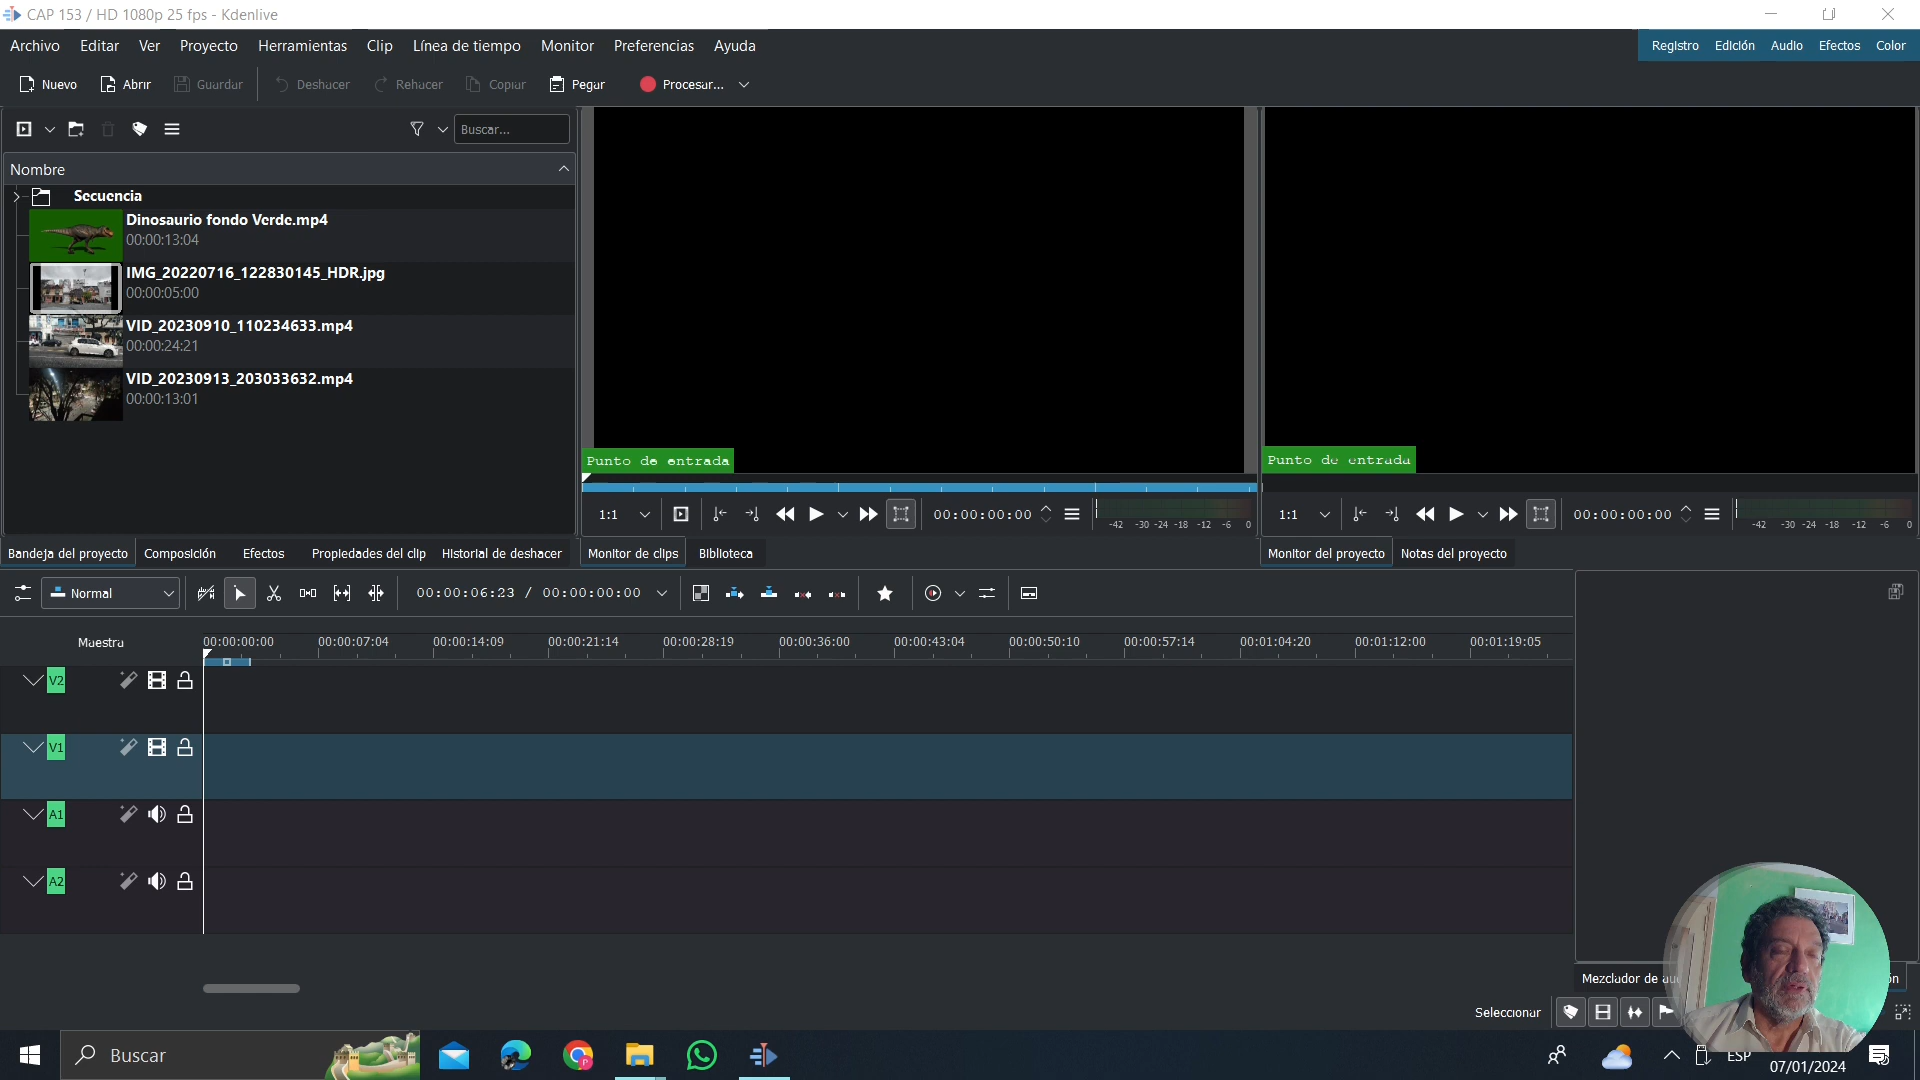 CAP 153 / HD 1080p 25 fps - Kdenlive
Archivo Editar Ver Proyecto Herramientas Clip Línea de tiempo Monitor Preferencias Ayuda
Registro Edición Audio Efectos Color
Nuevo Abrir Guardar Deshacer Rehacer Copiar Pegar Procesar...
Buscar...
Nombre
Secuencia
Dinosaurio fondo Verde.mp4
00:00:13:04
IMG_20220716_122830145_HDR.jpg
00:00:05:00
VID_20230910_110234633.mp4
00:00:24:21
VID_20230913_203033632.mp4
00:00:13:01
Punto de entrada
Punto de entrada
1:1 00:00:00:00 -42 -30 -24 -18 -12 -6 0
1:1 00:00:00:00 -42 -30 -24 -18 -12 -6 0
Bandeja del proyecto Composición Efectos Propiedades del clip Historial de deshacer
Monitor de clips Biblioteca
Monitor del proyecto Notas del proyecto
Normal 00:00:06:23 / 00:00:00:00
Maestra
00:00:00:00 00:00:07:04 00:00:14:09 00:00:21:14 00:00:28:19 00:00:36:00 00:00:43:04 00:00:50:10 00:00:57:14 00:01:04:20 00:01:12:00 00:01:19:05
V2
V1
A1
A2
Mezclador de au
ón
Seleccionar
Buscar
ESP
07/01/2024